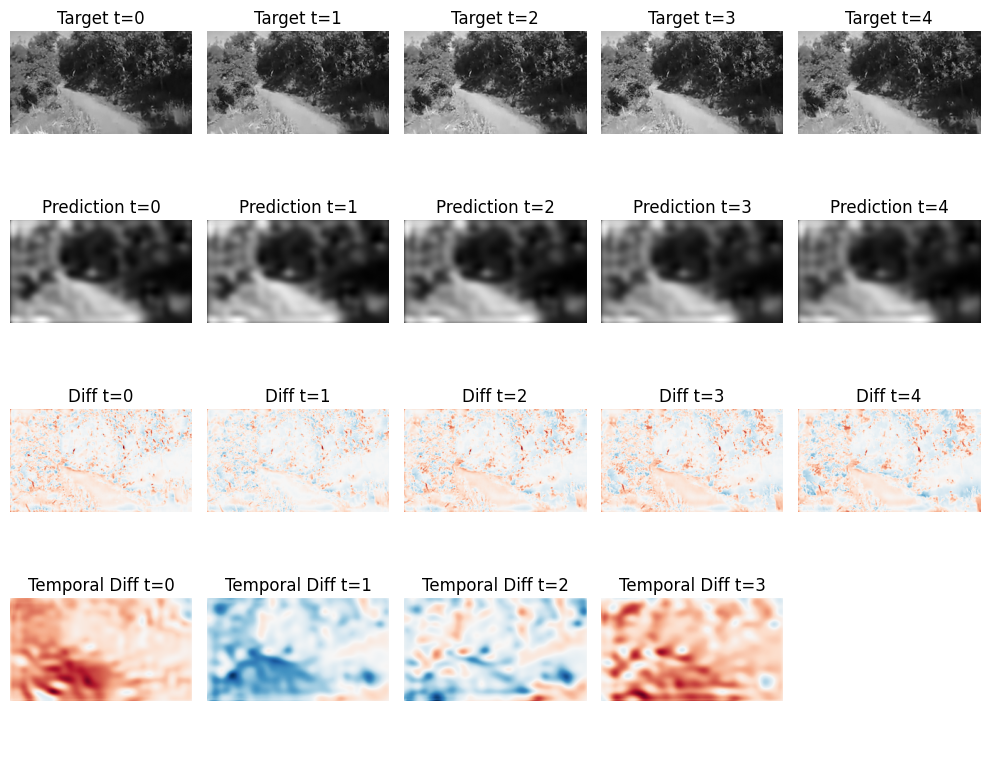 Target t=0 Target t=1 Target t=2 Target t=3 Target t=4
Prediction t=0 Prediction t=1 Prediction t=2 Prediction t=3 Prediction t=4
Diff t=0 Diff t=1 Diff t=2 Diff t=3 Diff t=4
Temporal Diff t=0 Temporal Diff t=1 Temporal Diff t=2 Temporal Diff t=3